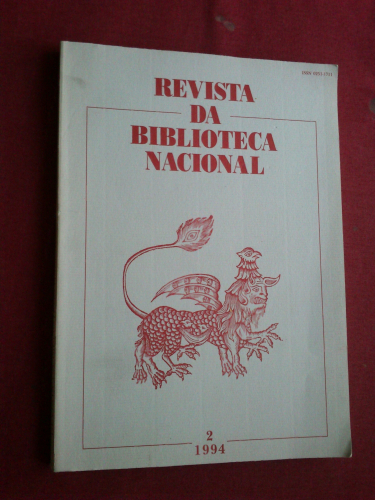 REVISTA
DA
BIBLIOTECA
NACIONAL
2
1994